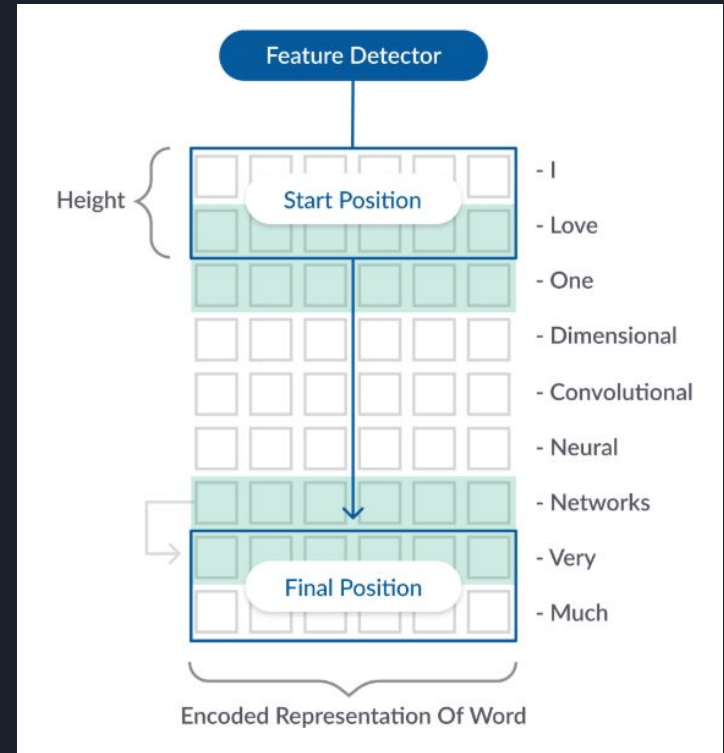 Feature Detector
- I
Height
Start Position
- Love
- One
- Dimensional
- Convolutional
- Neural
- Networks
- Very
Final Position
- Much
Encoded Representation Of Word